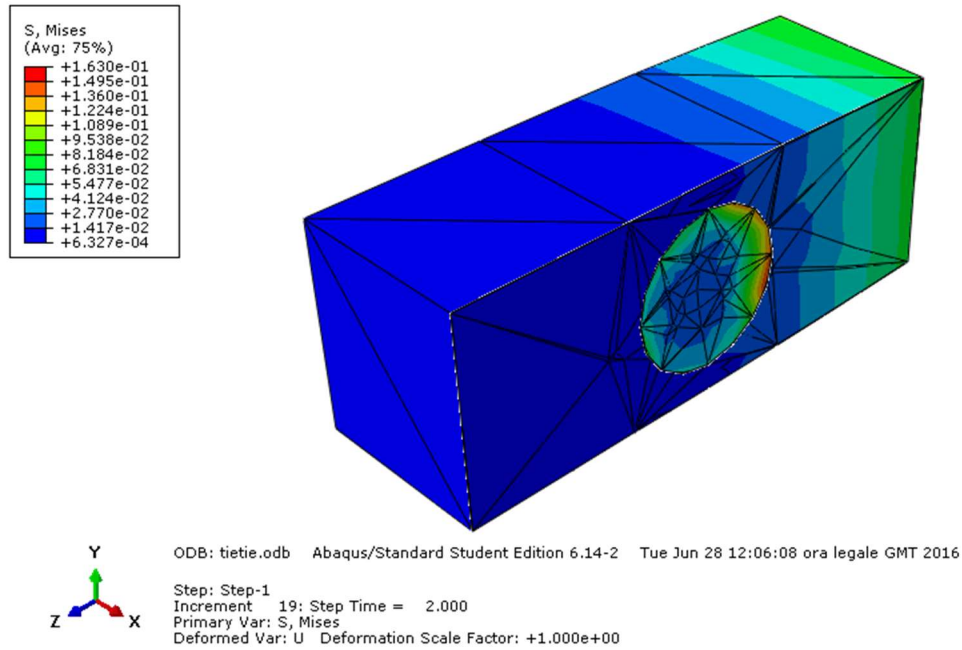 S, Mises
(Avg: 75%)
+1.630e-01
+1.495e-01
+1.360e-01
+1.224e-01
+1.089e-01
+9.538e-02
+8.184e-02
+6.831e-02
+5.477e-02
+4.124e-02
+2.770e-02
+1.417e-02
+6.327e-04
Y
Z
X
ODB: tietie.odb Abaqus/Standard Student Edition 6.14-2 Tue Jun 28 12:06:08 ora legale GMT 2016
Step: Step-1
Increment 19: Step Time = 2.000
Primary Var: S, Mises
Deformed Var: U Deformation Scale Factor: +1.000e+00